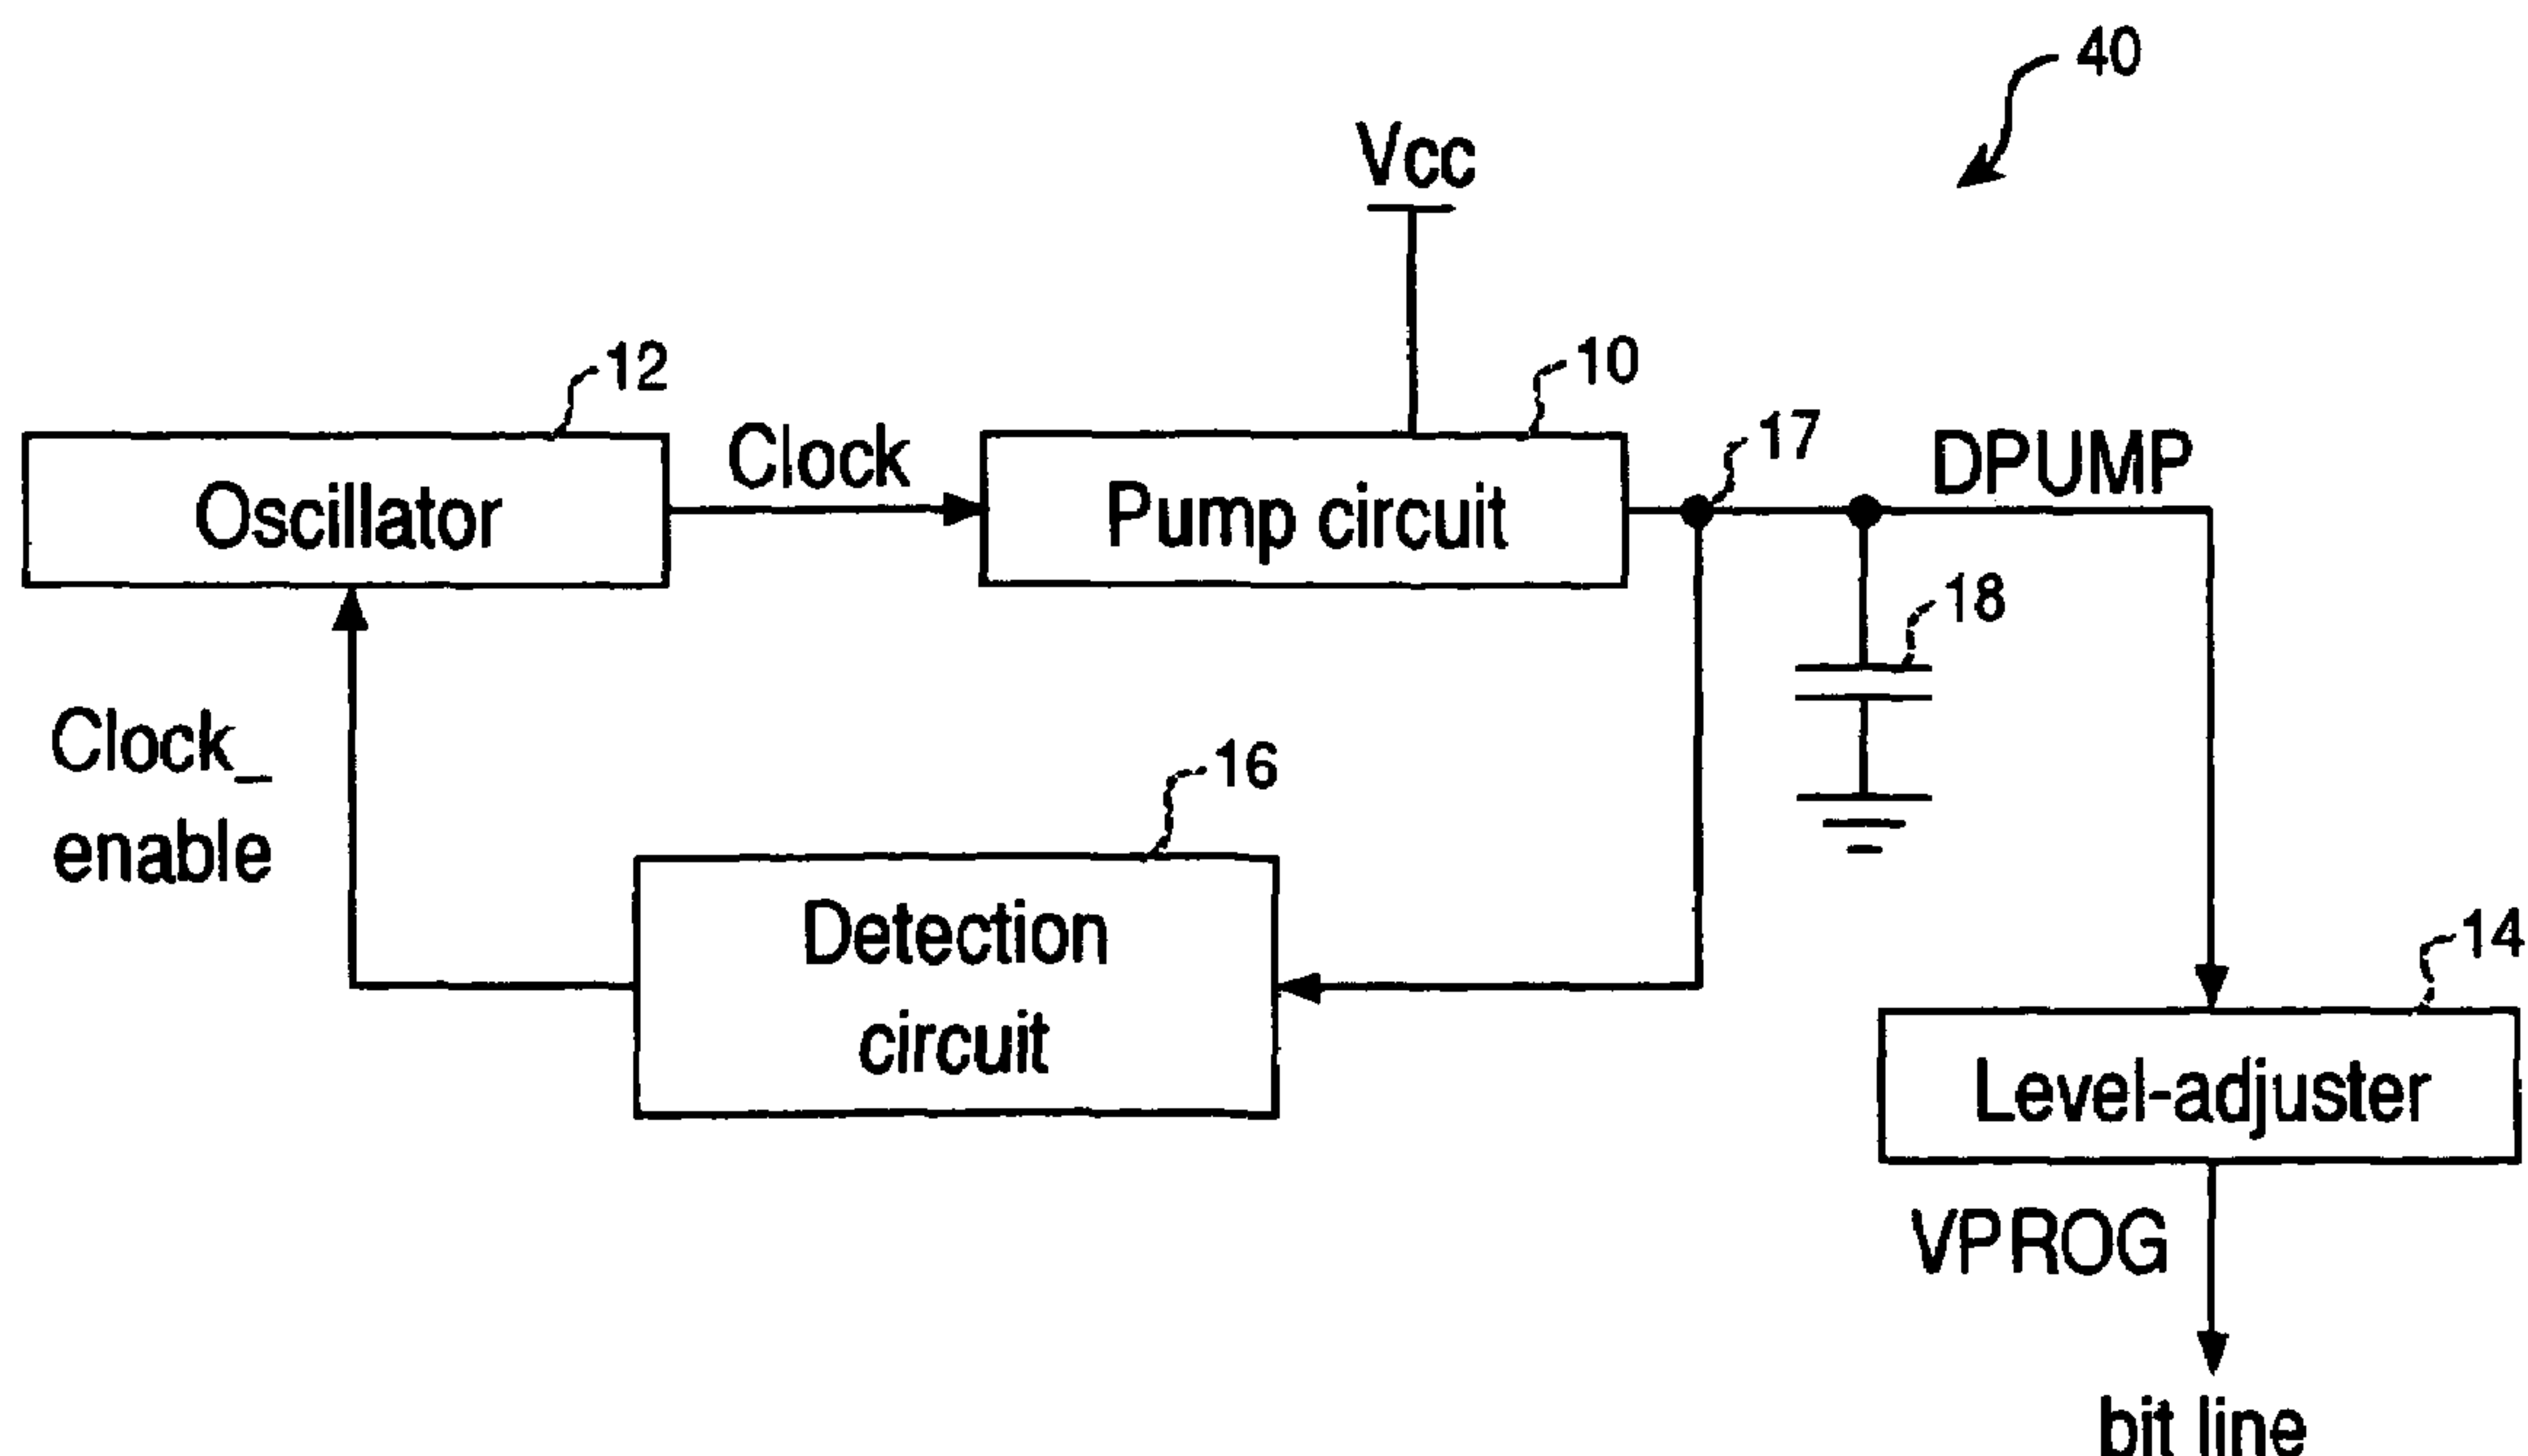 40
Vcc
12
10
17
Clock
DPUMP
Oscillator
Pump circuit
18
Clock_
enable
16
Detection
circuit
14
Level-adjuster
VPROG
bit line